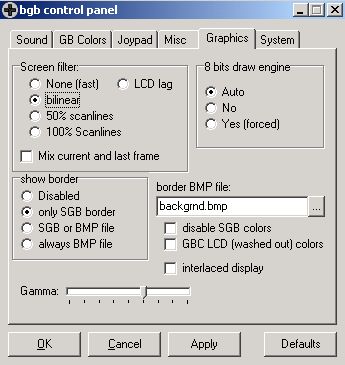 bgb control panel
Sound GB Colors Joypad Misc Graphics System
Screen filter:
None (fast) LCD lag
bilinear
50% scanlines
100% Scanlines
Mix current and last frame
8 bits draw engine
Auto
No
Yes (forced)
show border
Disabled
only SGB border
SGB or BMP file
always BMP file
border BMP file:
backgrnd.bmp ...
disable SGB colors
GBC LCD (washed out) colors
interlaced display
Gamma:
OK Cancel Apply Defaults